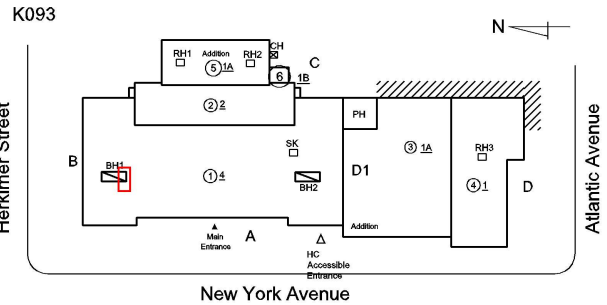 K093
N
RH1
Addition
RH2
CH
5 1A
6
1B
C
2 2
PH
SK
3 1A
RH3
B
BH1
1 4
BH2
D1
4 1
D
Main
Entrance
A
Addition
HC
Accessible
Entrance
Herkimer Street
Atlantic Avenue
New York Avenue